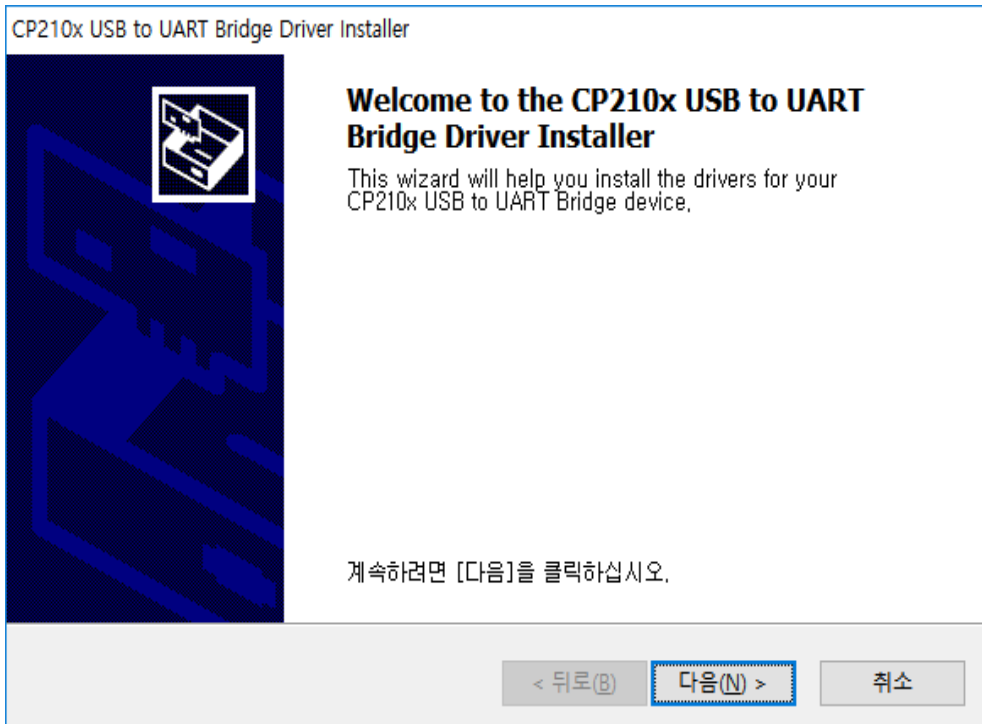 CP210x USB to UART Bridge Driver Installer
Welcome to the CP210x USB to UART
Bridge Driver Installer
This wizard will help you install the drivers for your
CP210x USB to UART Bridge device,
계속하려면 [다음]을 클릭하십시오,
< 뒤로(B)
다음(N) >
취소